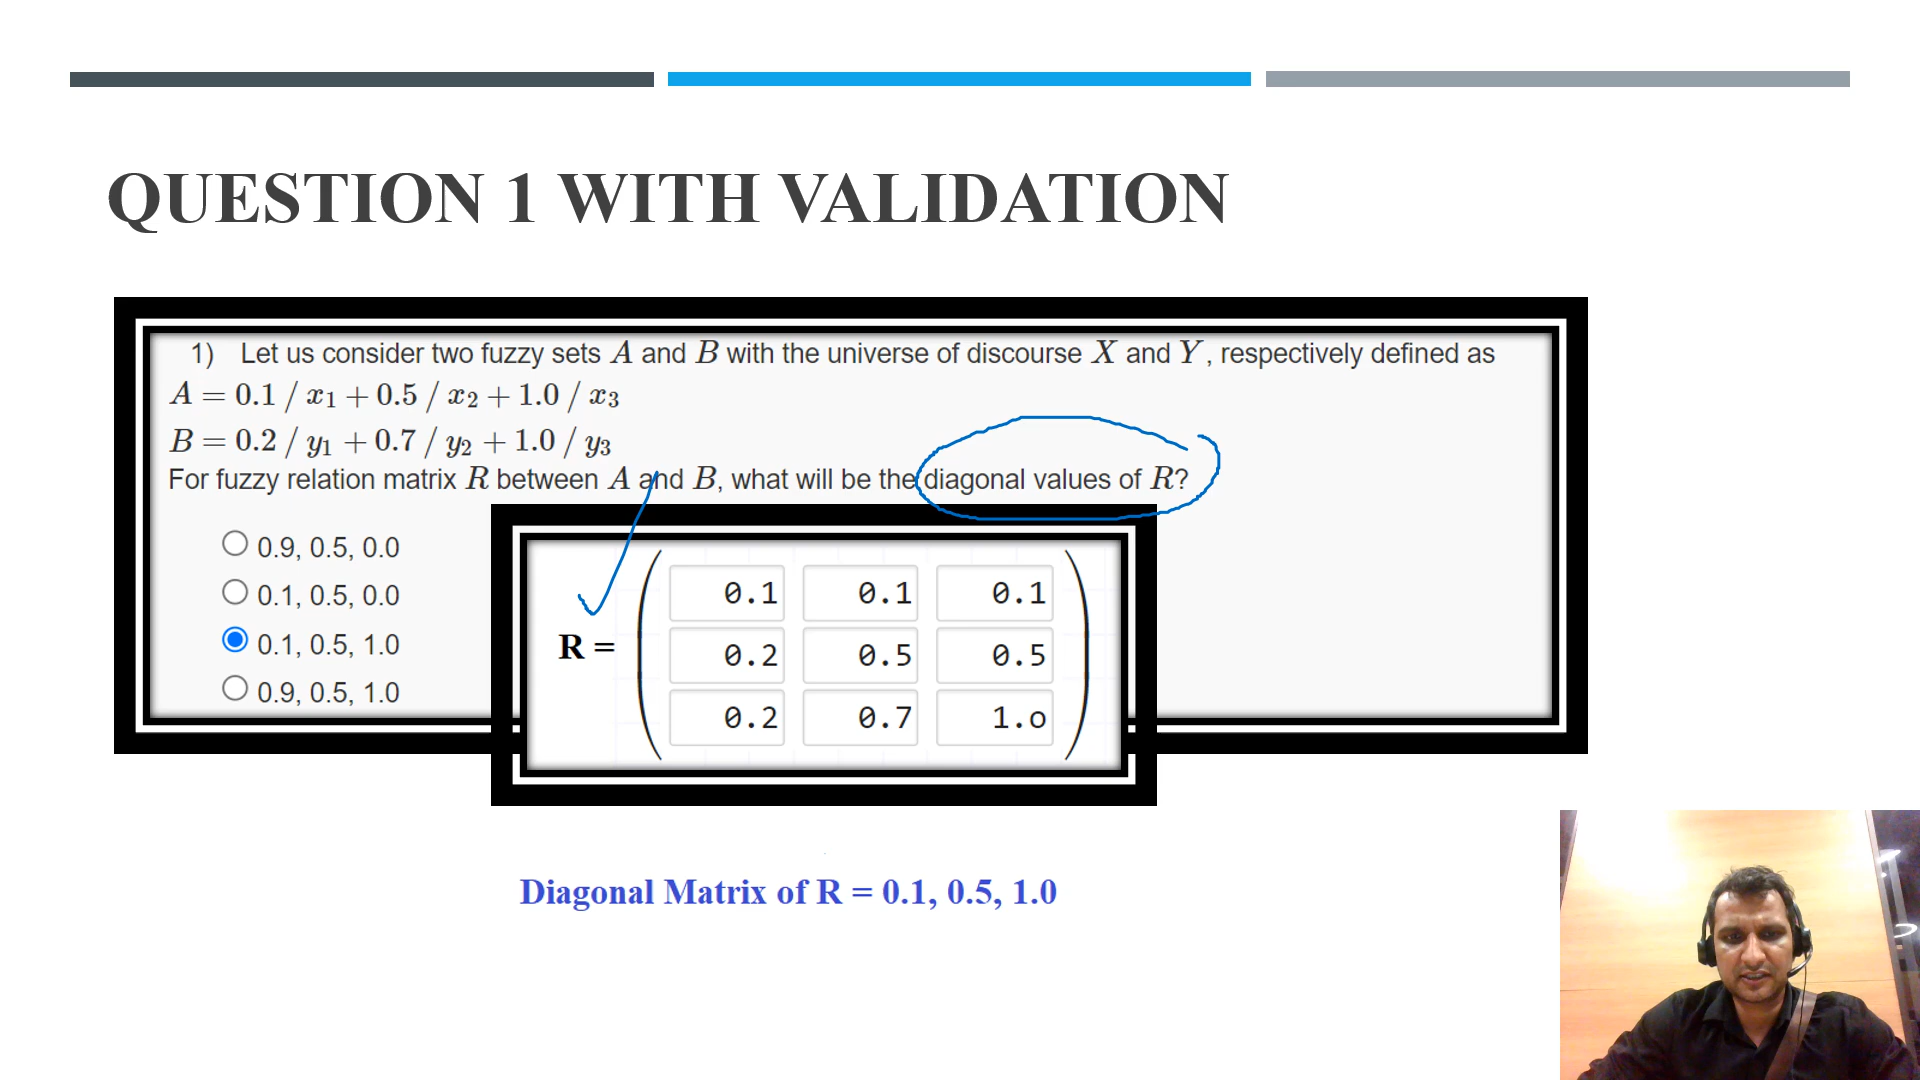 QUESTION 1 WITH VALIDATION
1) Let us consider two fuzzy sets A and B with the universe of discourse X and Y, respectively defined as
A = 0.1 / x₁ + 0.5 / x₂ + 1.0 / x₃
B = 0.2 / y₁ + 0.7 / y₂ + 1.0 / y₃
For fuzzy relation matrix R between A and B, what will be the diagonal values of R?
0.9, 0.5, 0.0
0.1, 0.5, 0.0
0.1, 0.5, 1.0
0.9, 0.5, 1.0
R =
0.1 0.1 0.1
0.2 0.5 0.5
0.2 0.7 1.o
Diagonal Matrix of R = 0.1, 0.5, 1.0